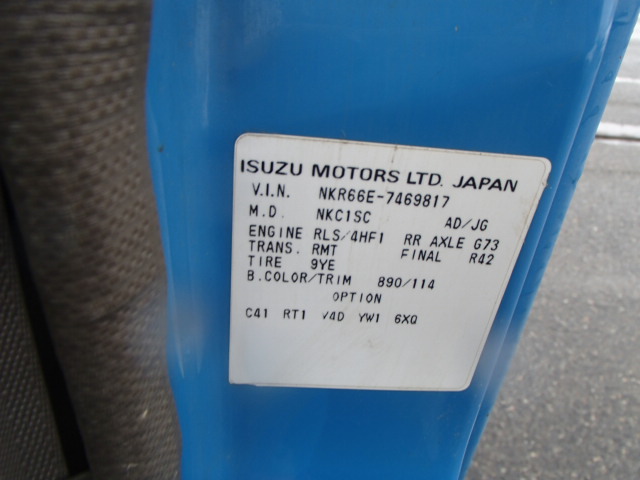 ISUZU MOTORS LTD. JAPAN
V.I.N. NKR66E-7469817
M.D. NKC1SC AD/JG
ENGINE RLS/4HF1 RR AXLE G73
TRANS. RMT FINAL R42
TIRE 9YE
B.COLOR/TRIM 890/114
OPTION
C41 RT1 V4D YW1 6XQ